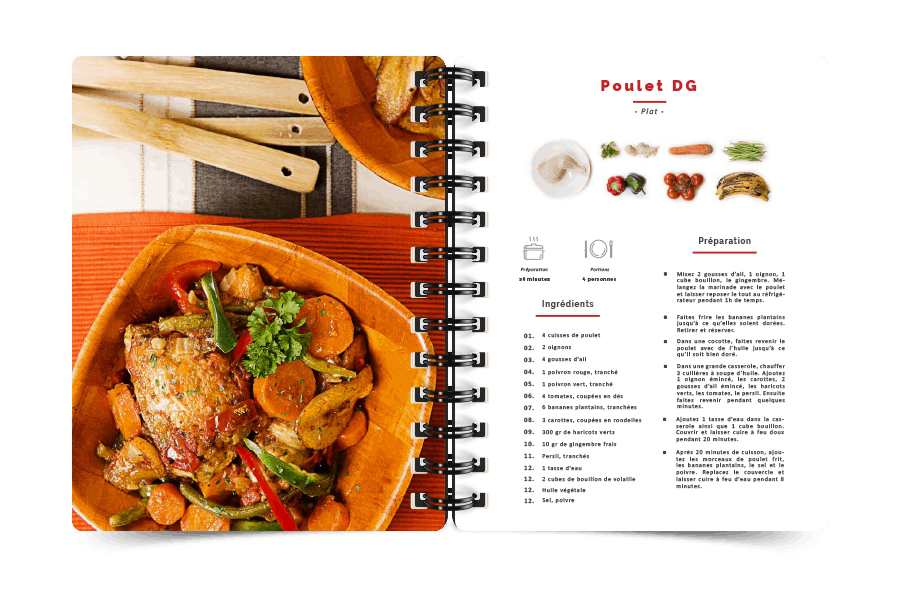 Poulet DG
- Plat -
Préparation
Portions
4 personnes
Ingrédients
01. 4 cuisses de poulet
02. 2 oignons
03. 4 gousses d'ail
04. 1 poivron rouge, tranché
05. 1 poivron vert, tranché
06. 4 tomates, coupées en dés
07. 6 bananes plantains, tranchées
08. 3 carottes, coupées en rondelles
09. 300 gr de haricots verts
10. 10 gr de gingembre frais
11. Persil, tranchés
12. 1 tasse d'eau
12. 2 cubes de bouillon de volaille
12. Huile végétale
12. Sel, poivre
Préparation
Mixez 2 gousses d'ail, 1 oignon, 1
cube bouillon, le gingembre. Mé-
langez la marinade avec le poulet
et laisser reposer le tout au réfrigé-
rateur pendant 1h de temps.
Faites frire les bananes plantains
jusqu'à ce qu'elles soient dorées.
Retirer et réserver.
Dans une cocotte, faites revenir le
poulet avec de l'huile jusqu'à ce
qu'il soit bien doré.
Dans une grande casserole, chauffer
3 cuillères à soupe d'huile. Ajoutez
1 oignon émincé, les carottes, 2
gousses d'ail émincé, les haricots
verts, les tomates, le persil. Ensuite
faites revenir pendant quelques
minutes.
Ajoutez 1 tasse d'eau dans la cas-
serole ainsi que 1 cube bouillon.
Couvrir et laisser cuire à feu doux
pendant 20 minutes.
Après 20 minutes de cuisson, ajou-
tez les morceaux de poulet frit,
les bananes plantains, le sel et le
poivre. Replacez le couvercle et
laisser cuire à feu d'eau pendant 8
minutes.